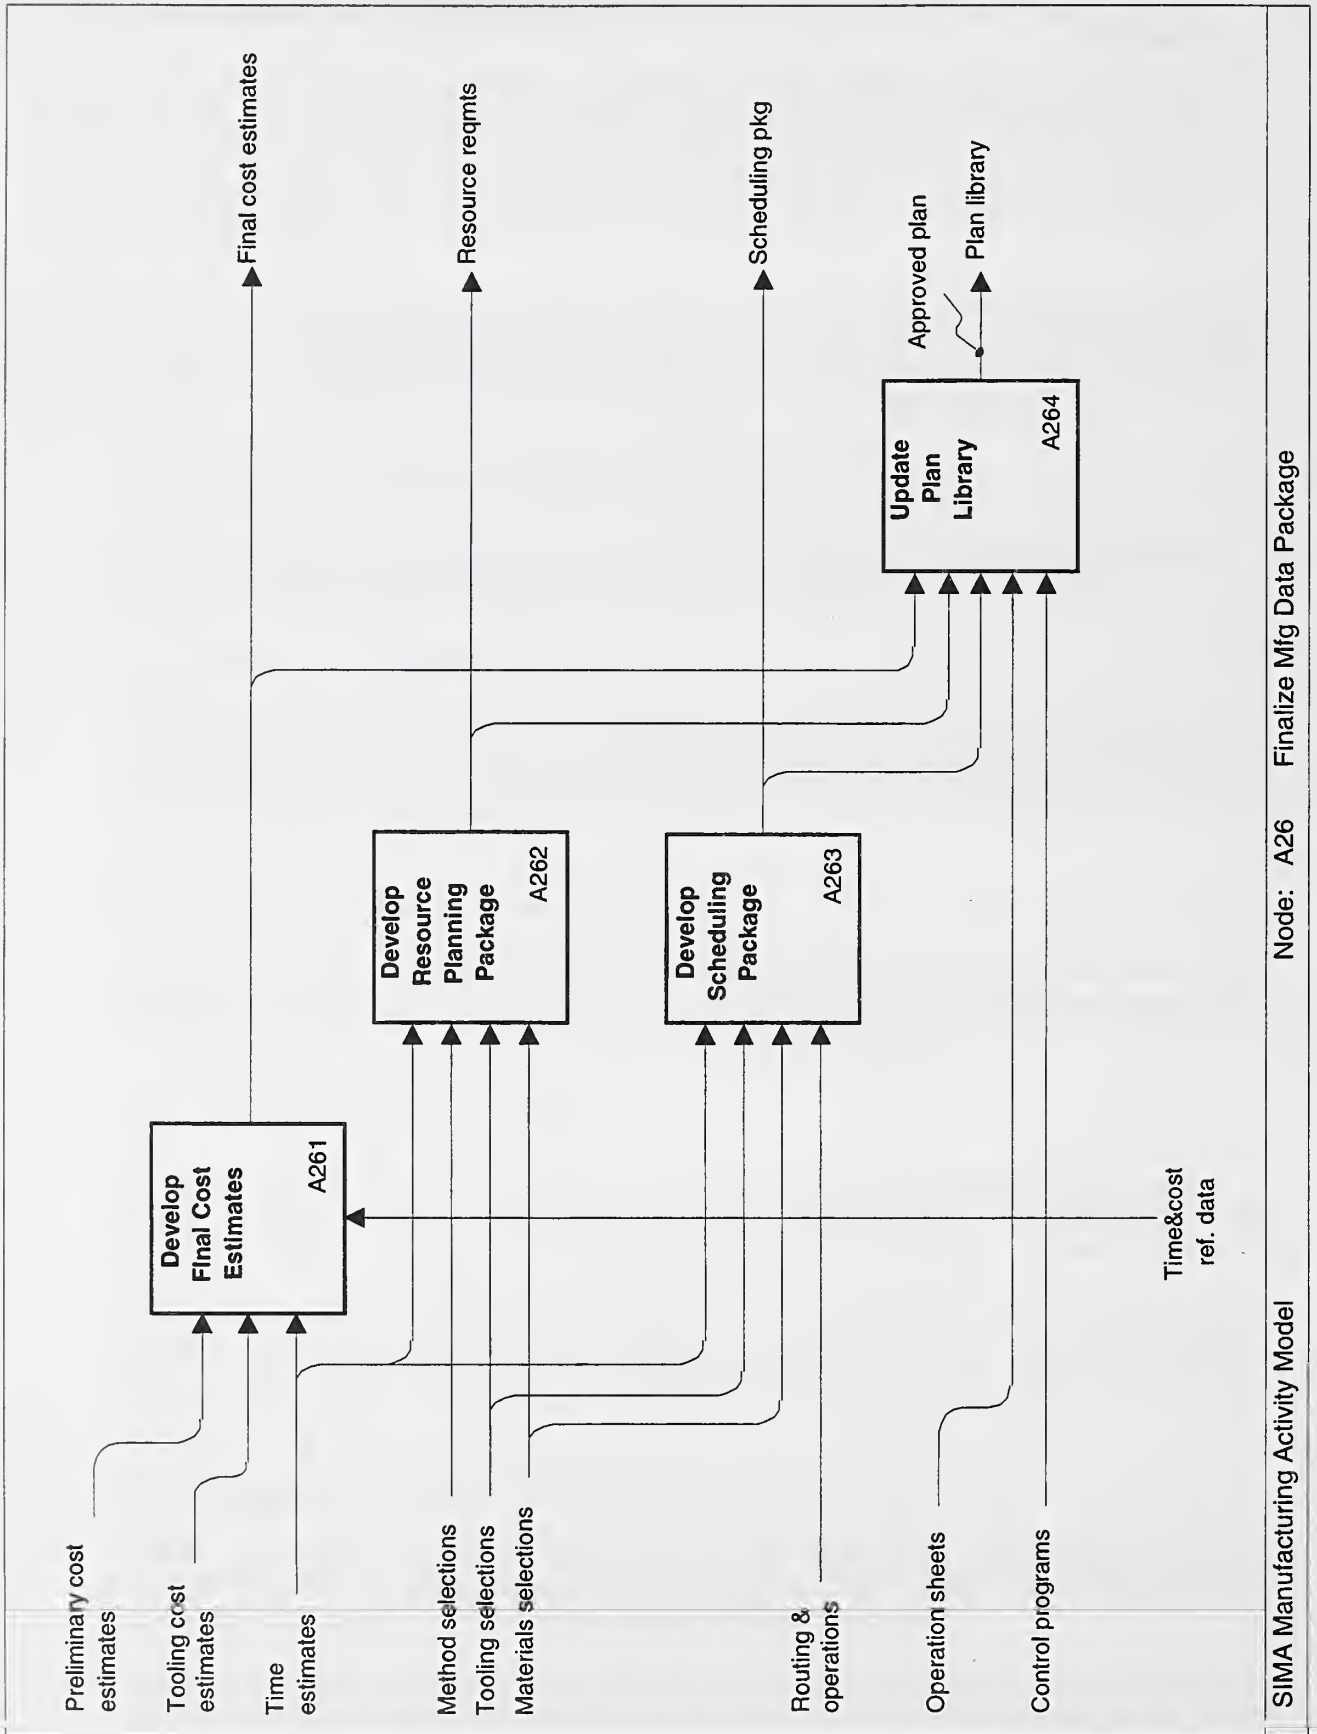 Preliminary cost
estimates
Tooling cost
estimates
Time
estimates
Method selections
Tooling selections
Materials selections
Routing &
operations
Operation sheets
Control programs
Time&cost
ref. data
Develop
FInal Cost
Estimates
A261
Develop
Resource
Planning
Package
A262
Develop
Scheduling
Package
A263
Update
Plan
Library
A264
Final cost estimates
Resource reqmts
Scheduling pkg
Approved plan
Plan library
SIMA Manufacturing Activity Model
Node: A26 Finalize Mfg Data Package